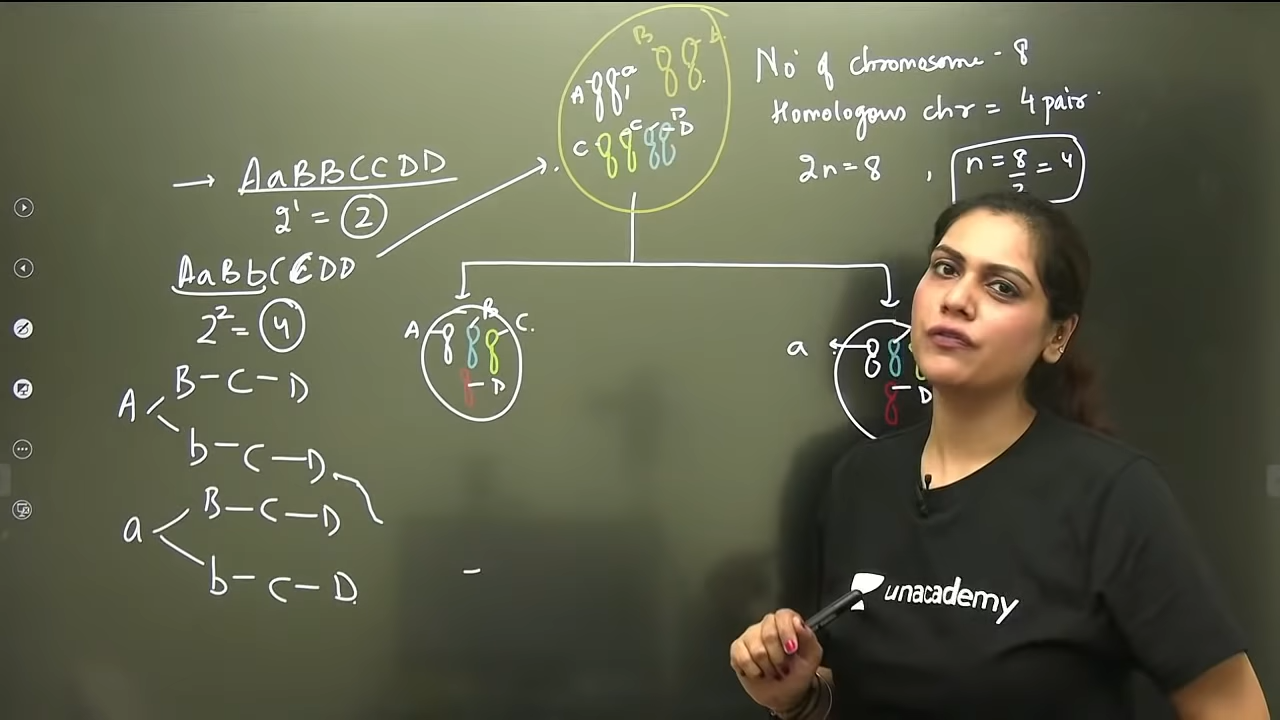 B b
A a
C C D D
No of chromosome - 8
Homologous chr = 4 pair
2n = 8 , n = 8/2 = 4
→ AaBBCCDD
2¹ = 2
AaBbCCDD
2² = 4
A B - C - D
b - C - D
a B - C - D
b - C - D
A B C.
D
a
D
unacademy